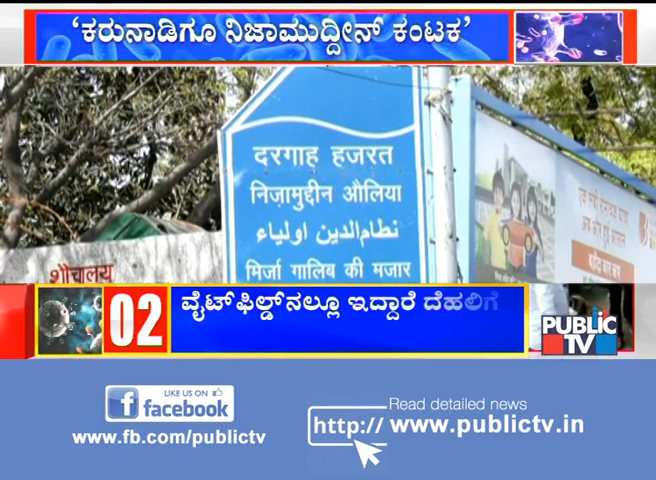 ‘ಕರುನಾಡಿಗೂ ನಿಜಾಮುದ್ದೀನ್ ಕಂಟಕ’
दरगाह हजरत
निज़ामुद्दीन औलिया
نظام الدین اولیاء
मिर्जा गालिब की मजार
शौचालय
02
ವೈಟ್‌ಫಿಲ್ಡ್‌ನಲ್ಲೂ ಇದ್ದಾರೆ ದೆಹಲಿಗೆ
PUBLIC
TV
LIKE US ON
facebook
www.fb.com/publictv
Read detailed news
http:// www.publictv.in